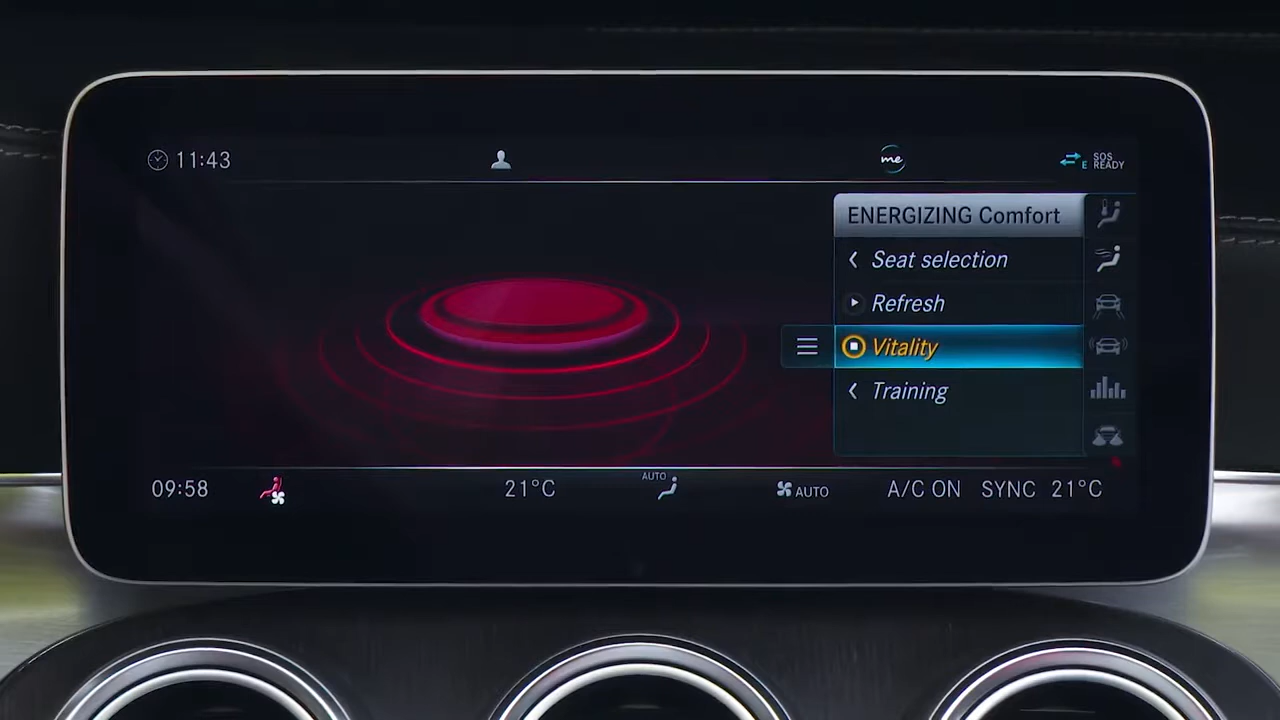 11:43
me
E
SOS
READY
ENERGIZING Comfort
Seat selection
Refresh
Vitality
Training
09:58
21°C
AUTO
AUTO
A/C ON SYNC 21°C